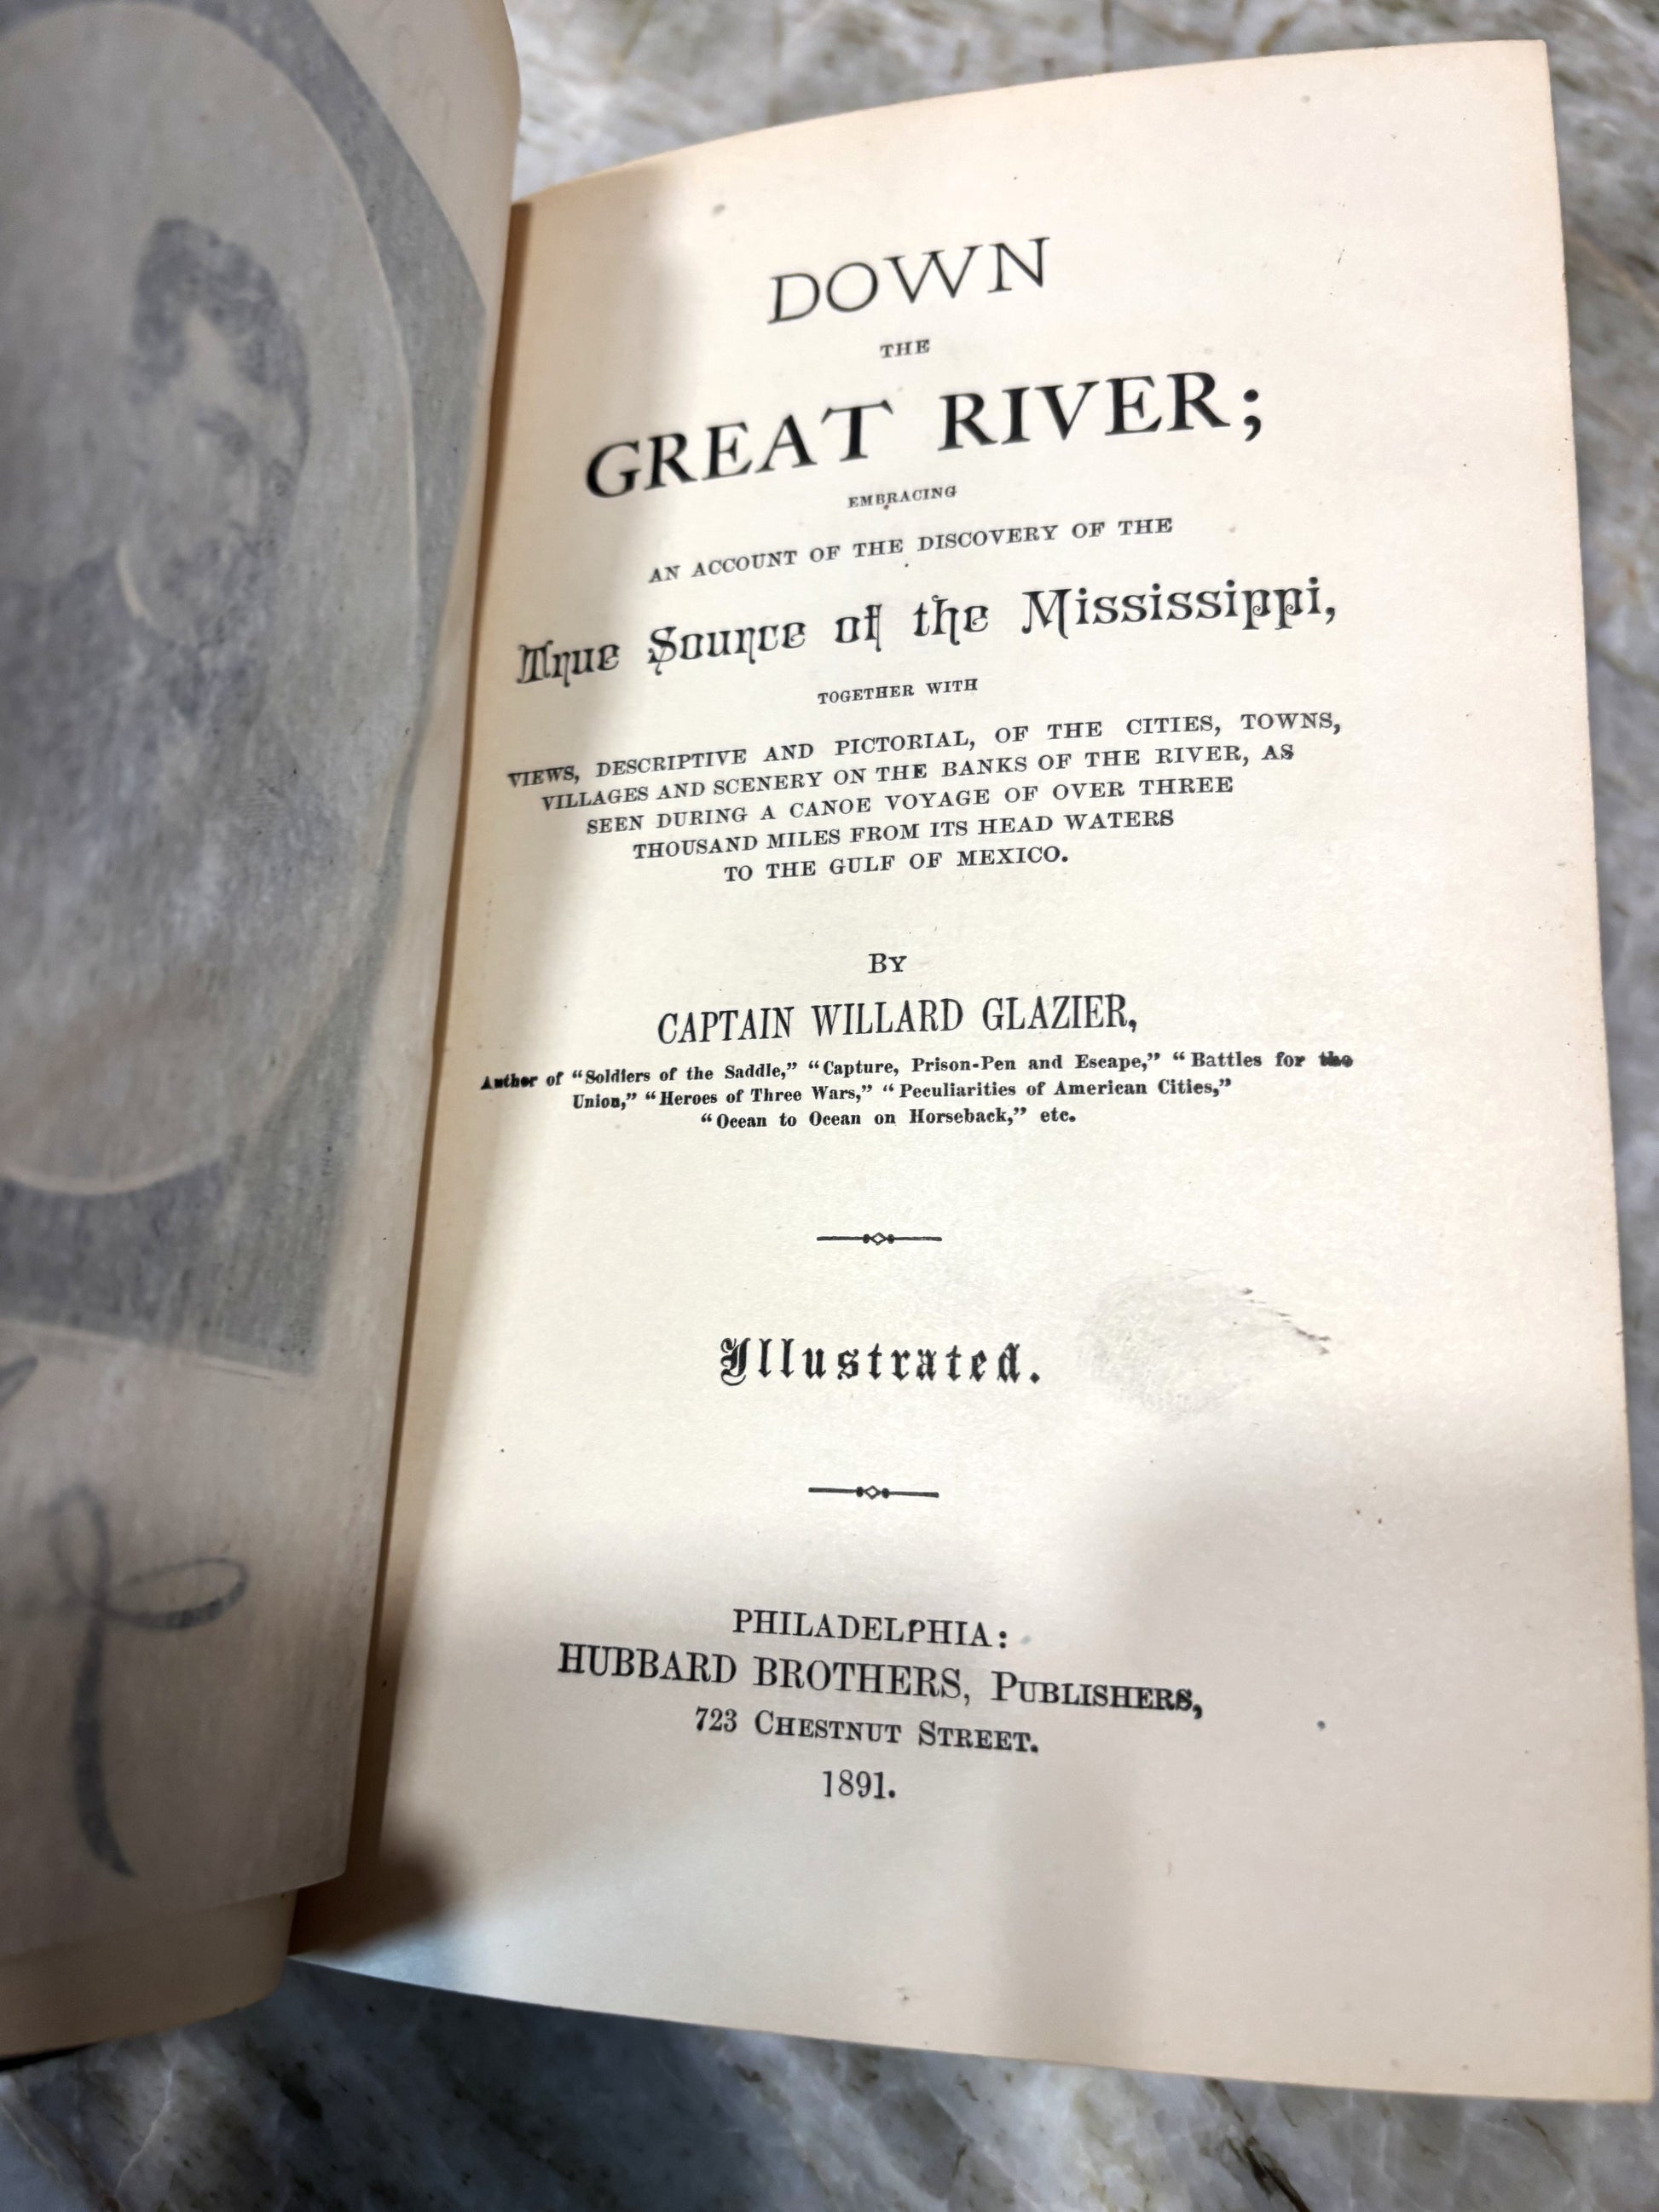 DOWN
THE
GREAT RIVER;
EMBRACING
AN ACCOUNT OF THE DISCOVERY OF THE
True Source of the Mississippi,
TOGETHER WITH
VIEWS, DESCRIPTIVE AND PICTORIAL, OF THE CITIES, TOWNS,
VILLAGES AND SCENERY ON THE BANKS OF THE RIVER, AS
SEEN DURING A CANOE VOYAGE OF OVER THREE
THOUSAND MILES FROM ITS HEAD WATERS
TO THE GULF OF MEXICO.
BY
CAPTAIN WILLARD GLAZIER,
Author of “Soldiers of the Saddle,” “Capture, Prison-Pen and Escape,” “Battles for the
Union,” “Heroes of Three Wars,” “Peculiarities of American Cities,”
“Ocean to Ocean on Horseback,” etc.
Illustrated.
PHILADELPHIA:
HUBBARD BROTHERS, PUBLISHERS,
723 CHESTNUT STREET.
1891.